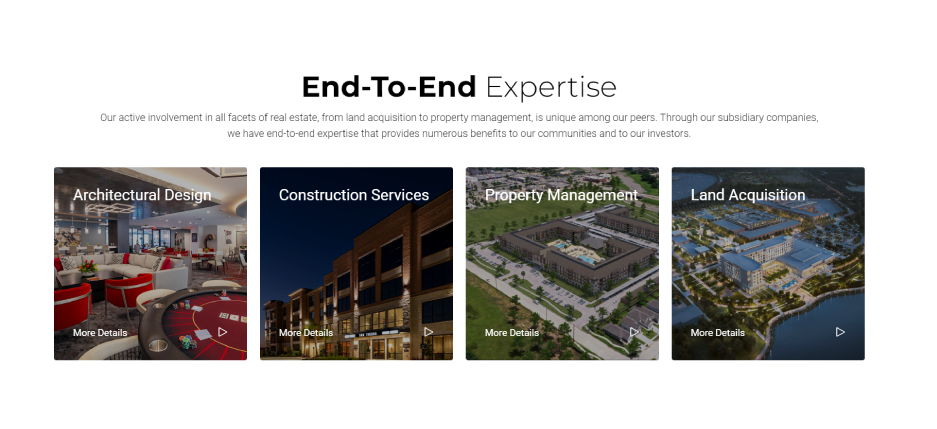 End-To-End Expertise
Our active involvement in all facets of real estate, from land acquisition to property management, is unique among our peers. Through our subsidiary companies,
we have end-to-end expertise that provides numerous benefits to our communities and to our investors.
Architectural Design
Construction Services
Property Management
Land Acquisition
More Details
More Details
More Details
More Details